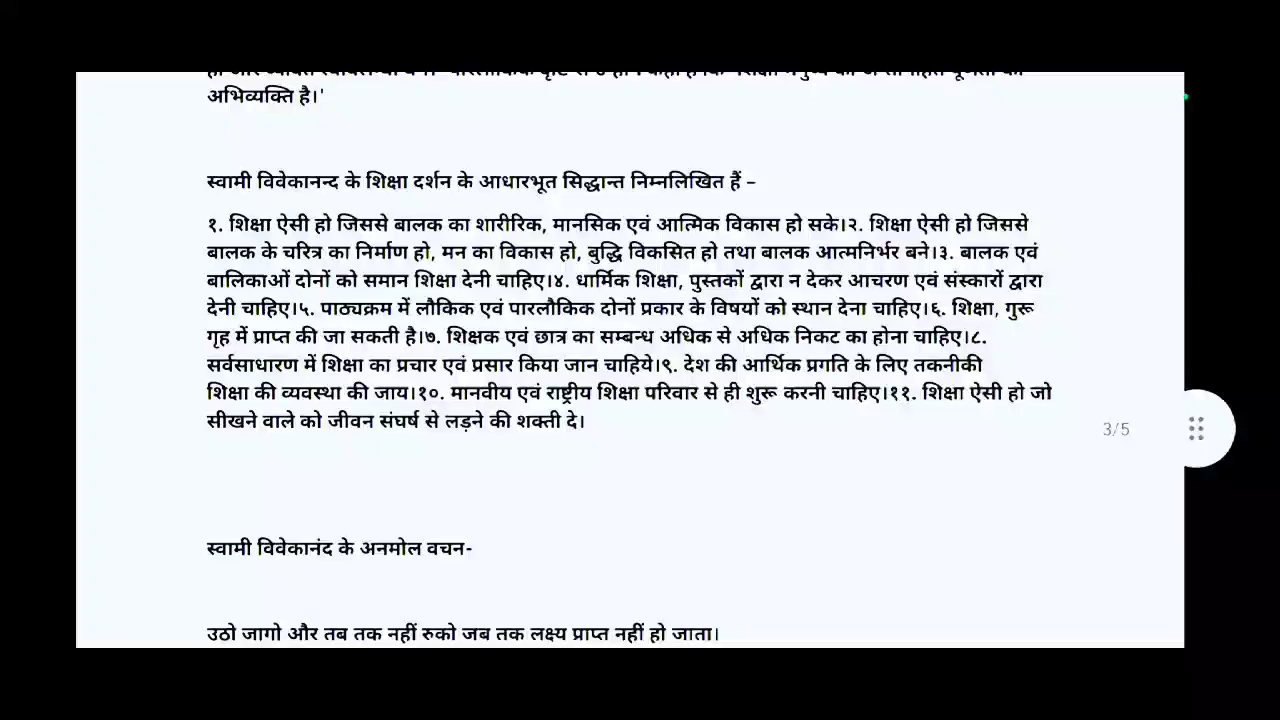 अभिव्यक्ति है।'
स्वामी विवेकानन्द के शिक्षा दर्शन के आधारभूत सिद्धान्त निम्नलिखित हैं –
१. शिक्षा ऐसी हो जिससे बालक का शारीरिक, मानसिक एवं आत्मिक विकास हो सके।२. शिक्षा ऐसी हो जिससे
बालक के चरित्र का निर्माण हो, मन का विकास हो, बुद्धि विकसित हो तथा बालक आत्मनिर्भर बने।३. बालक एवं
बालिकाओं दोनों को समान शिक्षा देनी चाहिए।४. धार्मिक शिक्षा, पुस्तकों द्वारा न देकर आचरण एवं संस्कारों द्वारा
देनी चाहिए।५. पाठ्यक्रम में लौकिक एवं पारलौकिक दोनों प्रकार के विषयों को स्थान देना चाहिए।६. शिक्षा, गुरू
गृह में प्राप्त की जा सकती है।७. शिक्षक एवं छात्र का सम्बन्ध अधिक से अधिक निकट का होना चाहिए।८.
सर्वसाधारण में शिक्षा का प्रचार एवं प्रसार किया जान चाहिये।९. देश की आर्थिक प्रगति के लिए तकनीकी
शिक्षा की व्यवस्था की जाय।१०. मानवीय एवं राष्ट्रीय शिक्षा परिवार से ही शुरू करनी चाहिए।११. शिक्षा ऐसी हो जो
सीखने वाले को जीवन संघर्ष से लड़ने की शक्ती दे।
3/5
स्वामी विवेकानंद के अनमोल वचन-
उठो जागो और तब तक नहीं रुको जब तक लक्ष्य प्राप्त नहीं हो जाता।